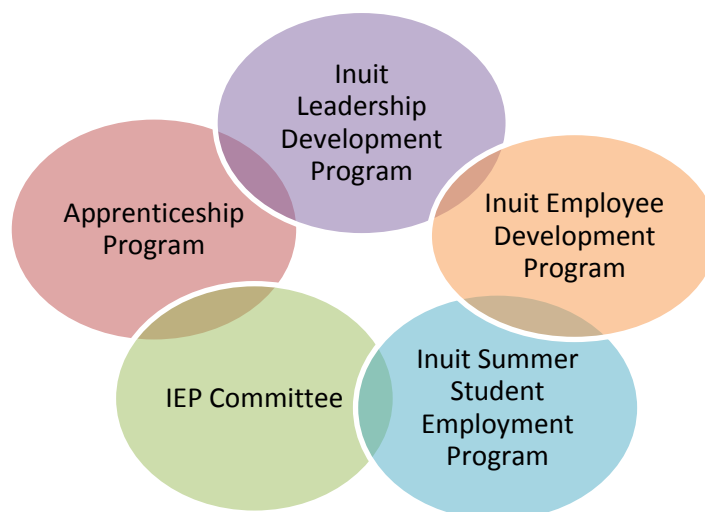 Inuit
Leadership
Development
Program
Apprenticeship
Program
Inuit Employee
Development
Program
IEP Committee
Inuit Summer
Student
Employment
Program